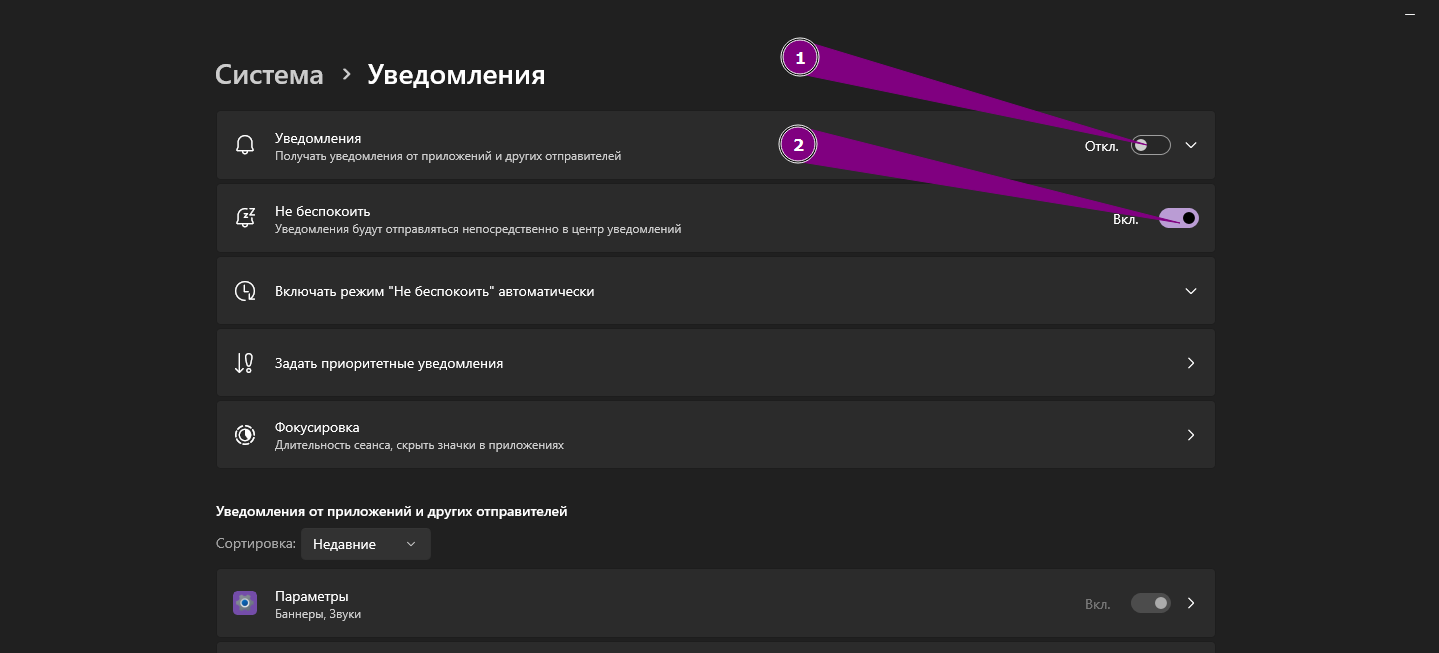 Система > Уведомления
1
Уведомления
Получать уведомления от приложений и других отправителей
Откл.
2
Не беспокоить
Уведомления будут отправляться непосредственно в центр уведомлений
Вкл.
Включать режим "Не беспокоить" автоматически
Задать приоритетные уведомления
Фокусировка
Длительность сеанса, скрыть значки в приложениях
Уведомления от приложений и других отправителей
Сортировка: Недавние
Параметры
Баннеры, Звуки
Вкл.